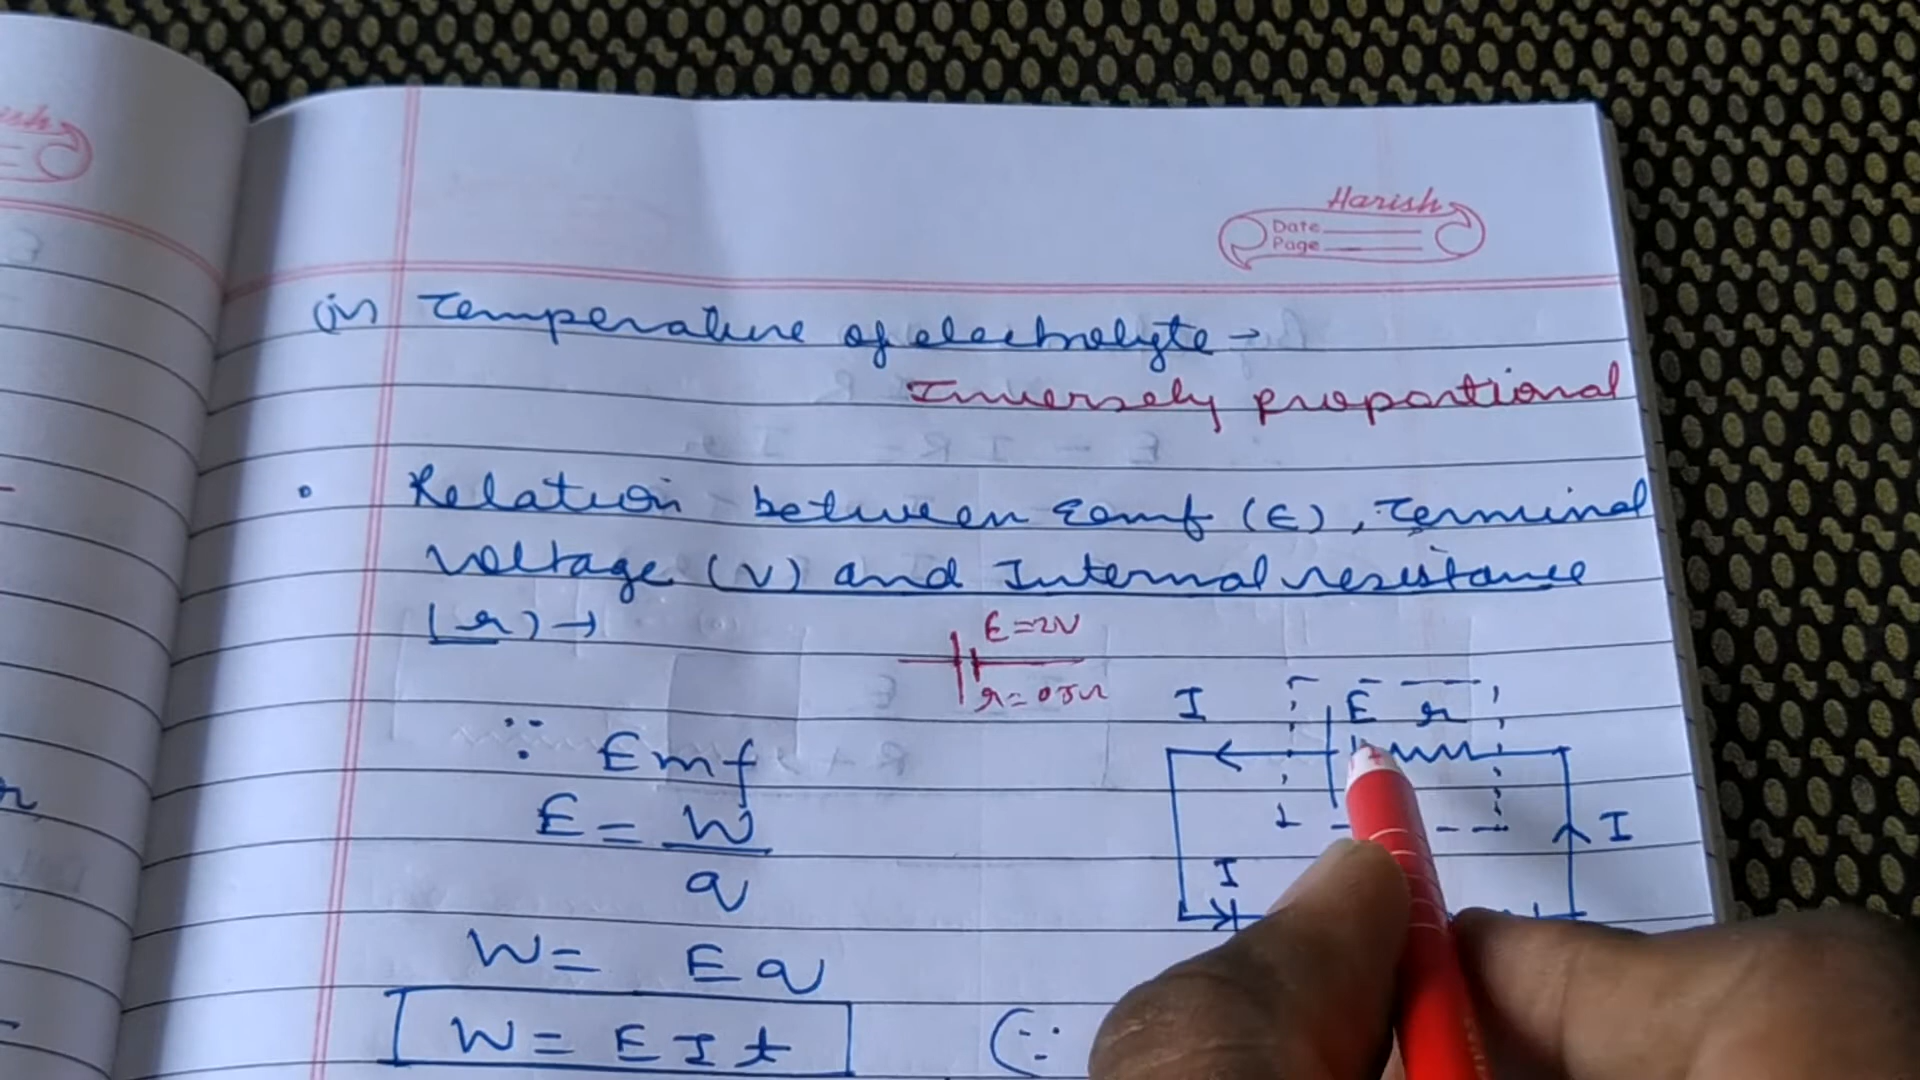 Harish
Date
Page
(iv) Temperature of electrolyte →
Inversely proportional
• Relation between Eomf (E), Terminal
voltage (V) and Internal resistance
(r) →
E = 2V
r = 0.5Ω
I E r
∵ Emf
E = W
q
I
I
W = Eq
W = EIt (∵